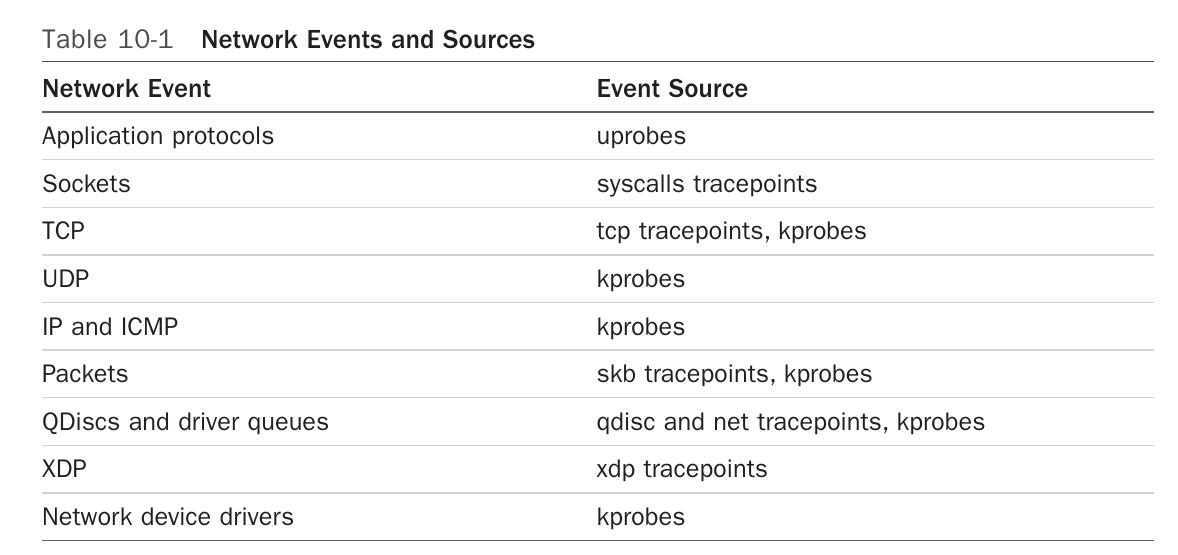 Table 10-1 Network Events and Sources
Network Event Event Source
Application protocols uprobes
Sockets syscalls tracepoints
TCP tcp tracepoints, kprobes
UDP kprobes
IP and ICMP kprobes
Packets skb tracepoints, kprobes
QDiscs and driver queues qdisc and net tracepoints, kprobes
XDP xdp tracepoints
Network device drivers kprobes